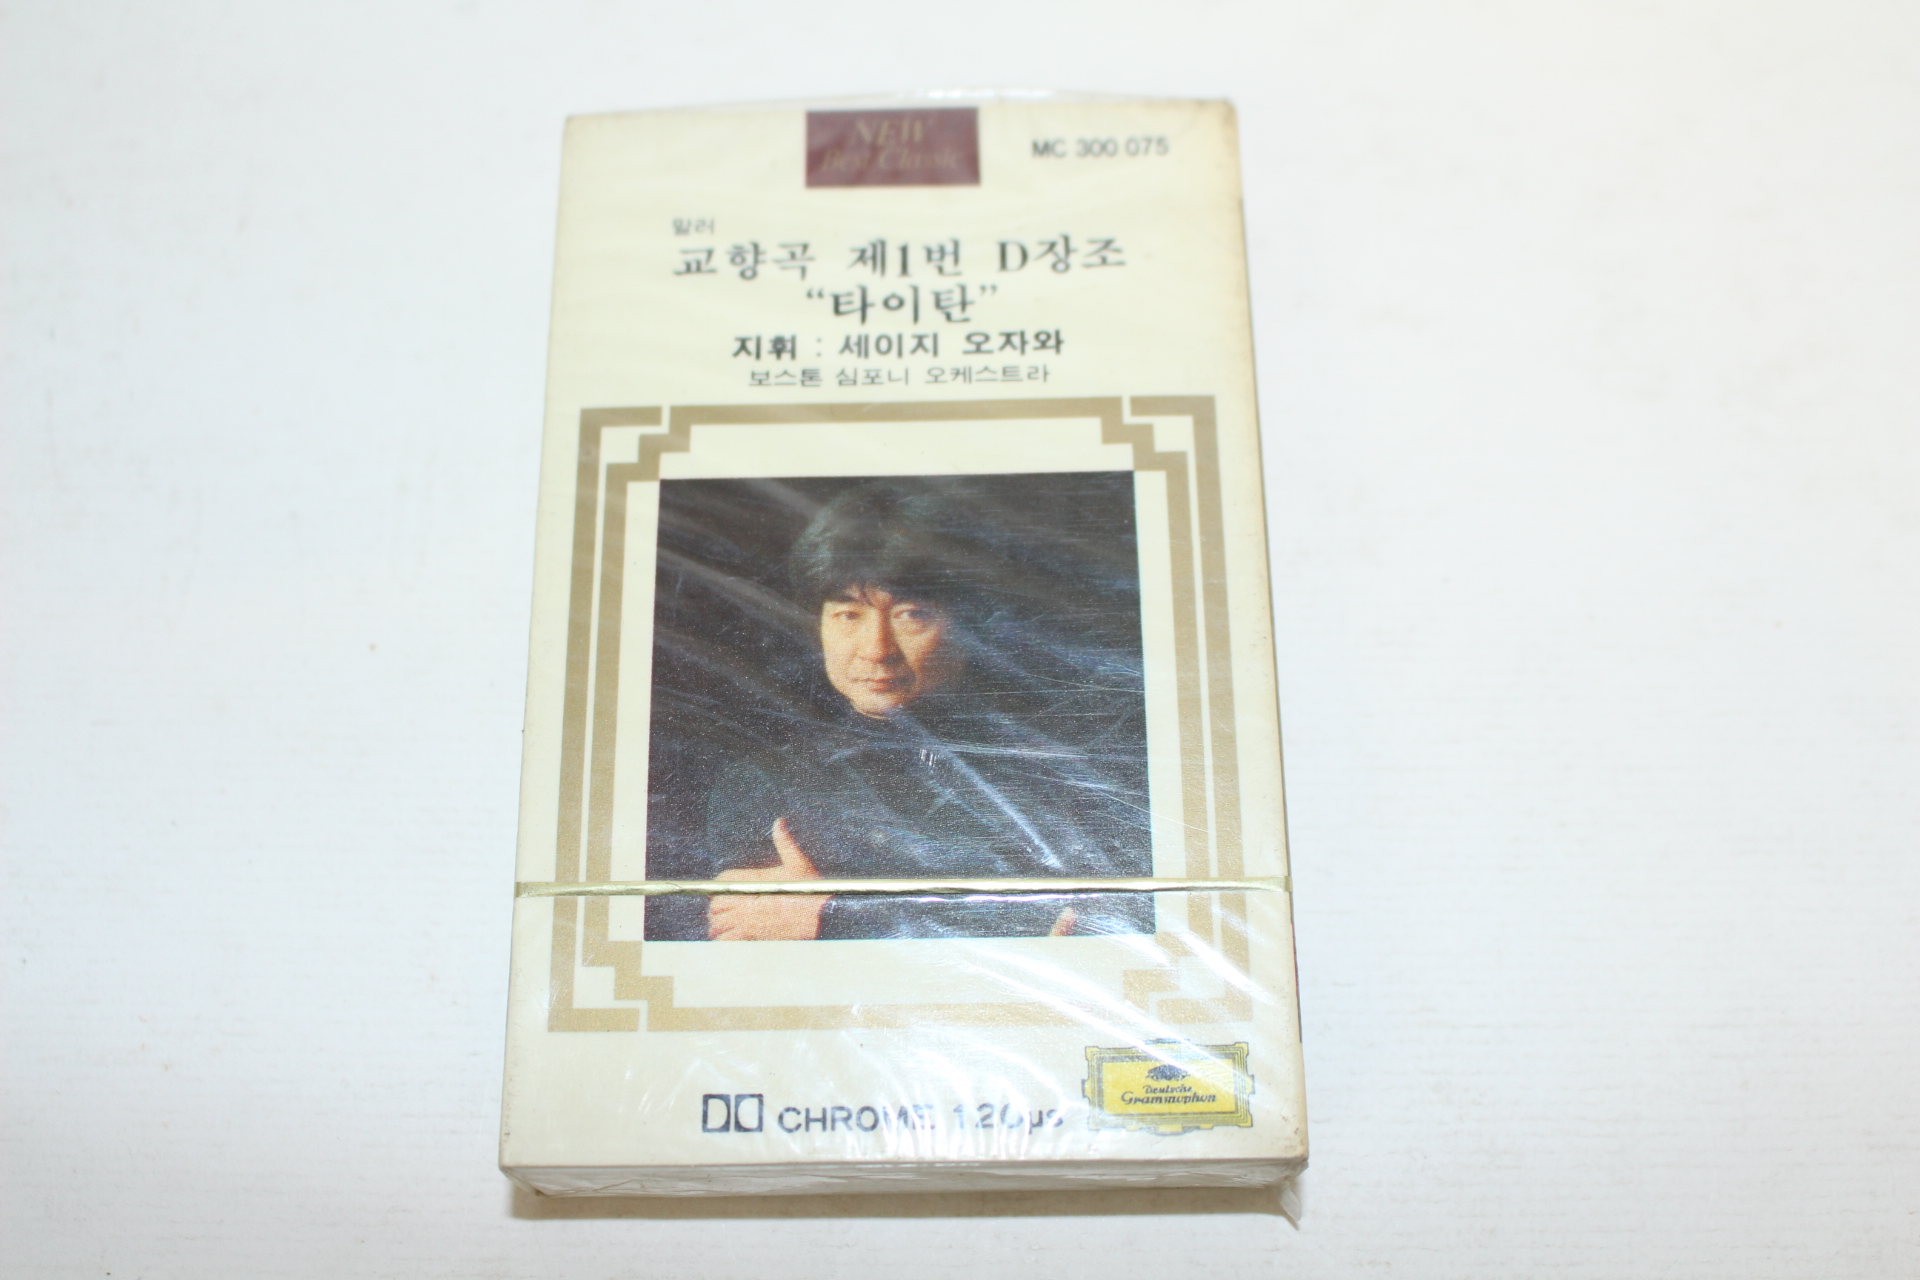 NEW
Best Classic
MC 300 075
말러
교향곡 제1번 D장조
“타이탄”
지휘 : 세이지 오자와
보스톤 심포니 오케스트라
CHROME 120μs
Deutsche
Grammophon